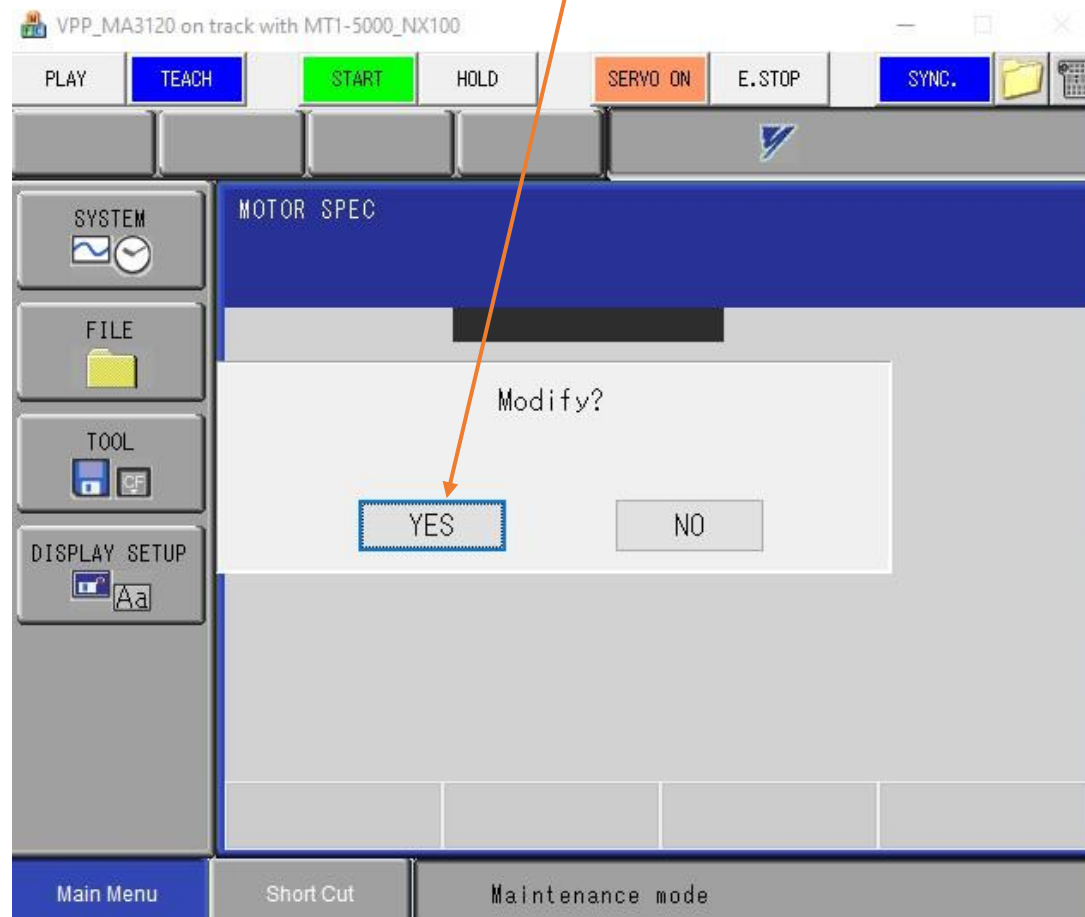 VPP_MA3120 on track with MT1-5000_NX100
PLAY TEACH START HOLD SERVO ON E.STOP SYNC.
SYSTEM
MOTOR SPEC
FILE
Modify?
TOOL
CF
YES NO
DISPLAY SETUP
Aa
Main Menu Short Cut Maintenance mode